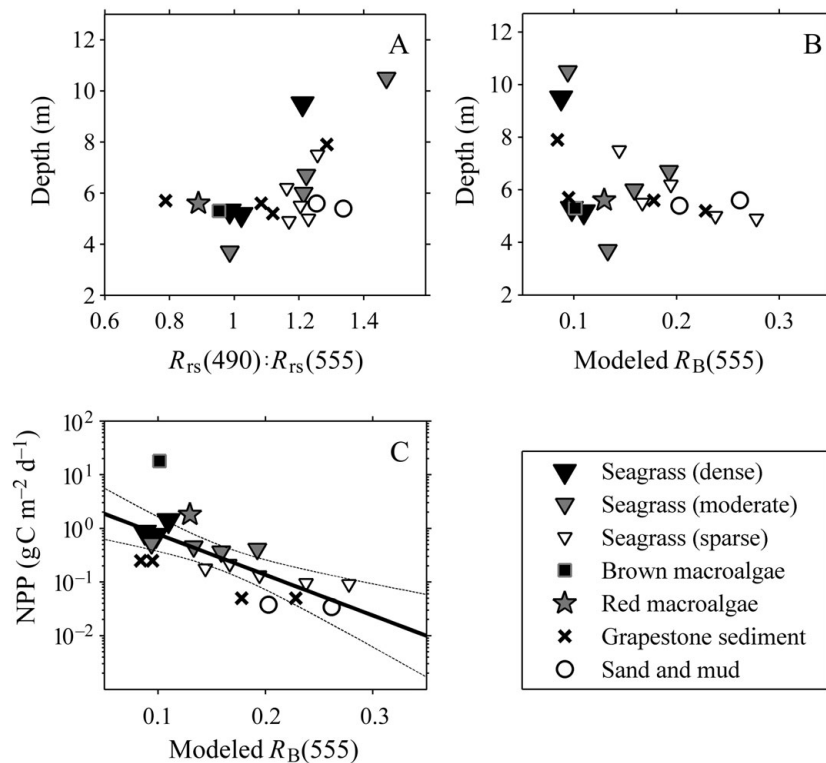 12
10
8
6
4
2
Depth (m)
A
0.6
0.8
1
1.2
1.4
Rrs(490):Rrs(555)
12
10
8
6
4
2
Depth (m)
B
0.1
0.2
0.3
Modeled RB(555)
10²
10¹
10⁰
10⁻¹
10⁻²
NPP (gC m⁻² d⁻¹)
C
0.1
0.2
0.3
Modeled RB(555)
Seagrass (dense)
Seagrass (moderate)
Seagrass (sparse)
Brown macroalgae
Red macroalgae
Grapestone sediment
Sand and mud